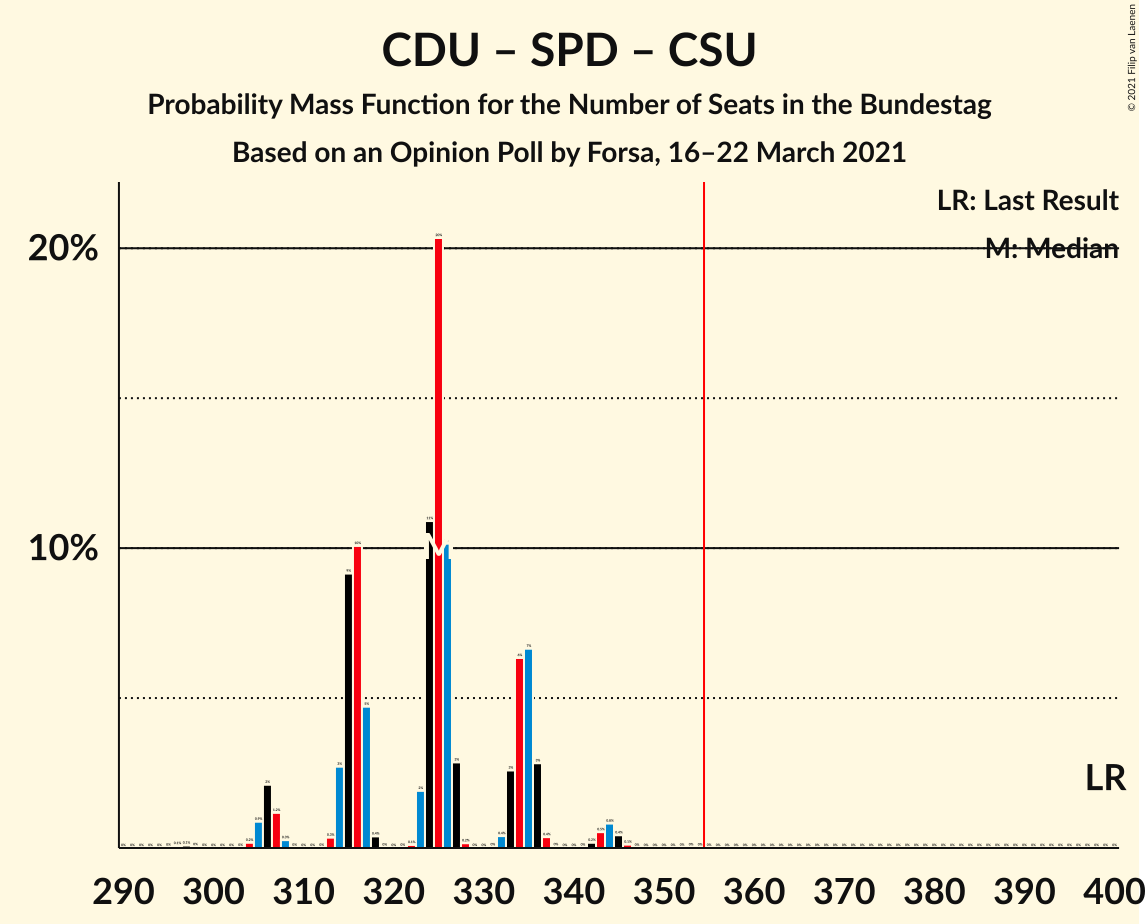 CDU – SPD – CSU
Probability Mass Function for the Number of Seats in the Bundestag
Based on an Opinion Poll by Forsa, 16–22 March 2021
© 2021 Filip van Laenen
LR: Last Result
M: Median
20%
10%
M
LR
290 300 310 320 330 340 350 360 370 380 390 400